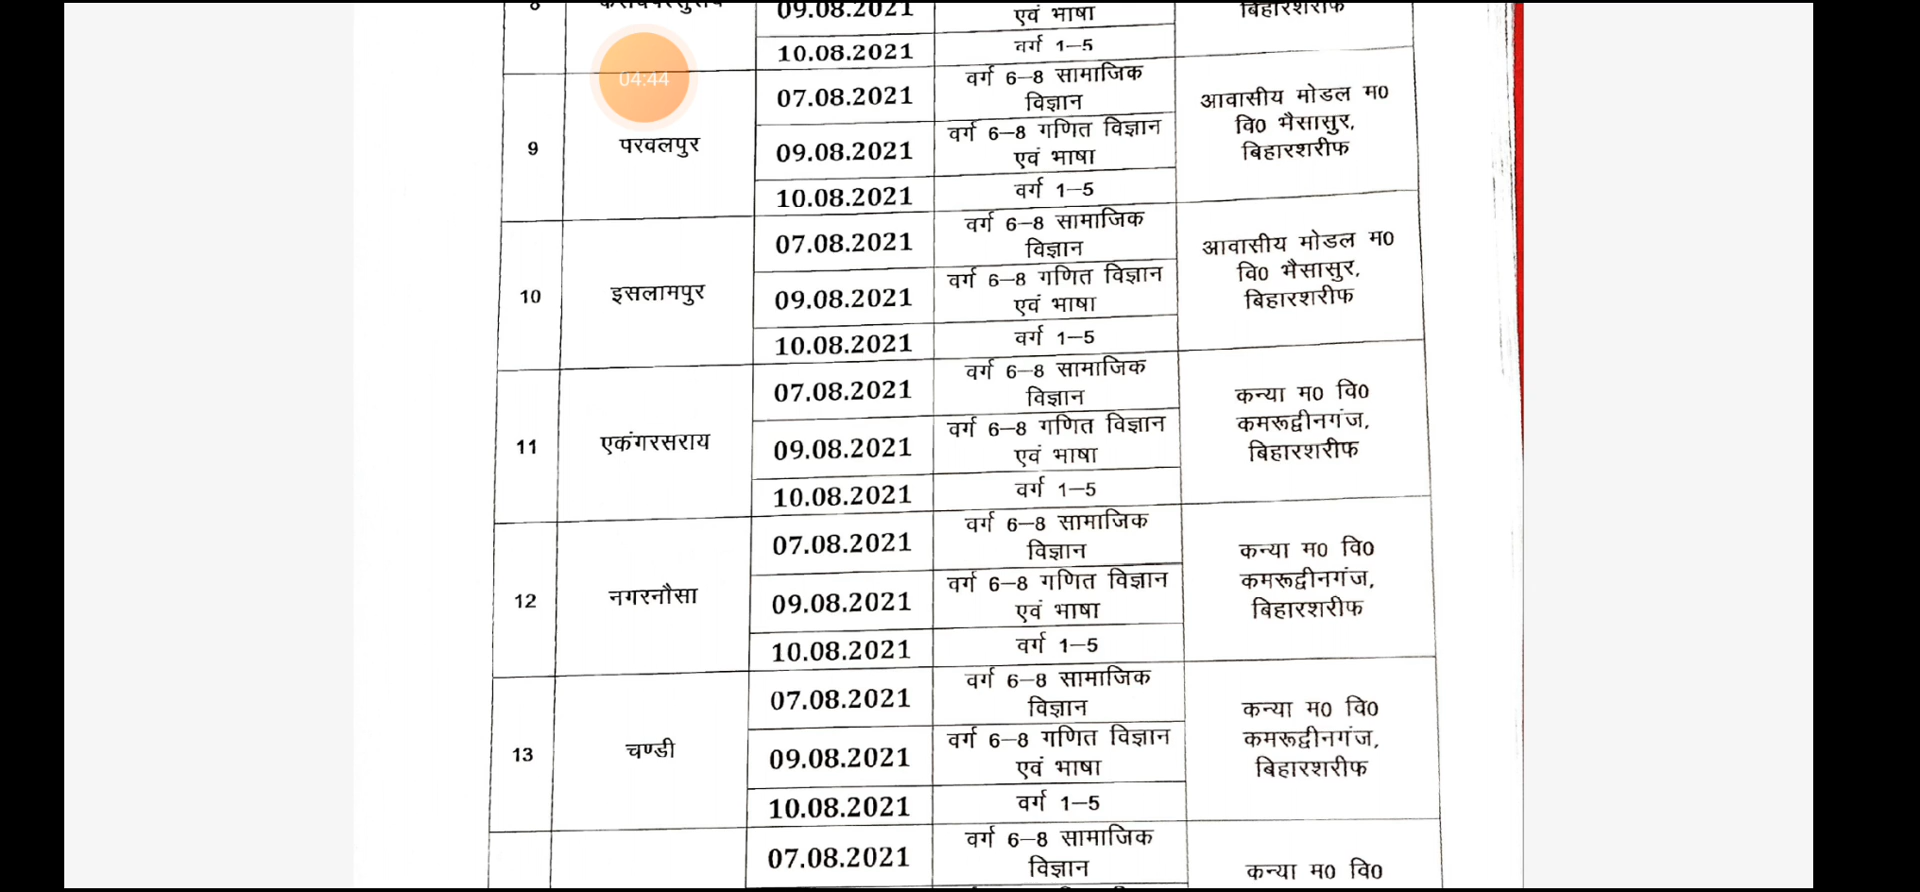 8
09.08.2021
एवं भाषा
बिहारशरीफ
10.08.2021
वर्ग 1–5
04:44
9
परवलपुर
07.08.2021
वर्ग 6–8 सामाजिक
विज्ञान
09.08.2021
वर्ग 6–8 गणित विज्ञान
एवं भाषा
10.08.2021
वर्ग 1–5
आवासीय मोडल म0
वि0 भैसासुर,
बिहारशरीफ
10
इसलामपुर
07.08.2021
वर्ग 6–8 सामाजिक
विज्ञान
09.08.2021
वर्ग 6–8 गणित विज्ञान
एवं भाषा
10.08.2021
वर्ग 1–5
आवासीय मोडल म0
वि0 भैसासुर,
बिहारशरीफ
11
एकंगरसराय
07.08.2021
वर्ग 6–8 सामाजिक
विज्ञान
09.08.2021
वर्ग 6–8 गणित विज्ञान
एवं भाषा
10.08.2021
वर्ग 1–5
कन्या म0 वि0
कमरूद्दीनगंज,
बिहारशरीफ
12
नगरनौसा
07.08.2021
वर्ग 6–8 सामाजिक
विज्ञान
09.08.2021
वर्ग 6–8 गणित विज्ञान
एवं भाषा
10.08.2021
वर्ग 1–5
कन्या म0 वि0
कमरूद्दीनगंज,
बिहारशरीफ
13
चण्डी
07.08.2021
वर्ग 6–8 सामाजिक
विज्ञान
09.08.2021
वर्ग 6–8 गणित विज्ञान
एवं भाषा
10.08.2021
वर्ग 1–5
कन्या म0 वि0
कमरूद्दीनगंज,
बिहारशरीफ
07.08.2021
वर्ग 6–8 सामाजिक
विज्ञान
कन्या म0 वि0